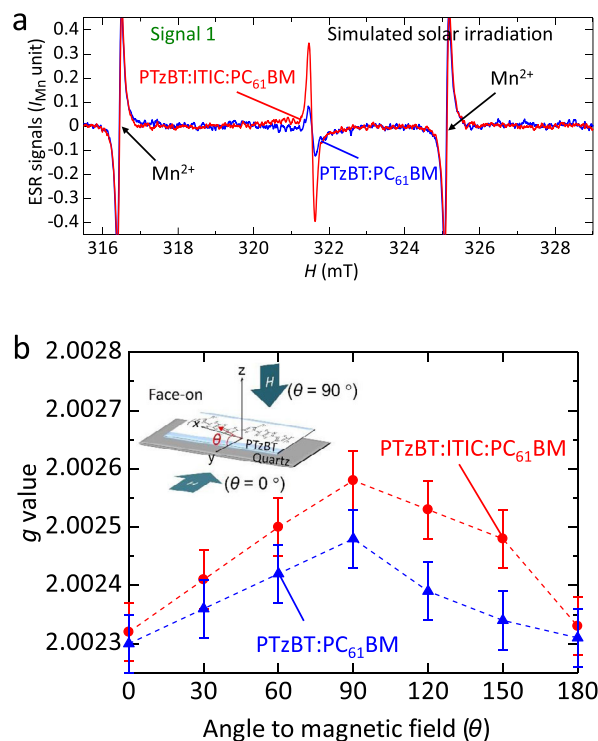 a
Signal 1
Simulated solar irradiation
PTzBT:ITIC:PC₆₁BM
Mn²⁺
Mn²⁺
PTzBT:PC₆₁BM
ESR signals (I_Mn unit)
0.4
0.3
0.2
0.1
0
-0.1
-0.2
-0.3
-0.4
316 318 320 322 324 326 328
H (mT)
b
2.0028
2.0027
2.0026
2.0025
2.0024
2.0023
g value
Face-on
z
H
(θ = 90 °)
x
θ
PTzBT
y
Quartz
H
(θ = 0 °)
PTzBT:ITIC:PC₆₁BM
PTzBT:PC₆₁BM
0 30 60 90 120 150 180
Angle to magnetic field (θ)